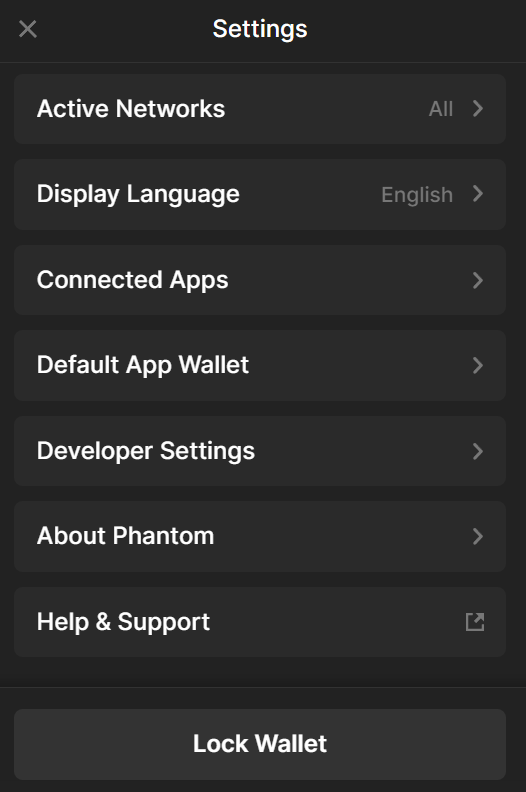 Settings
Active Networks All
Display Language English
Connected Apps
Default App Wallet
Developer Settings
About Phantom
Help & Support
Lock Wallet